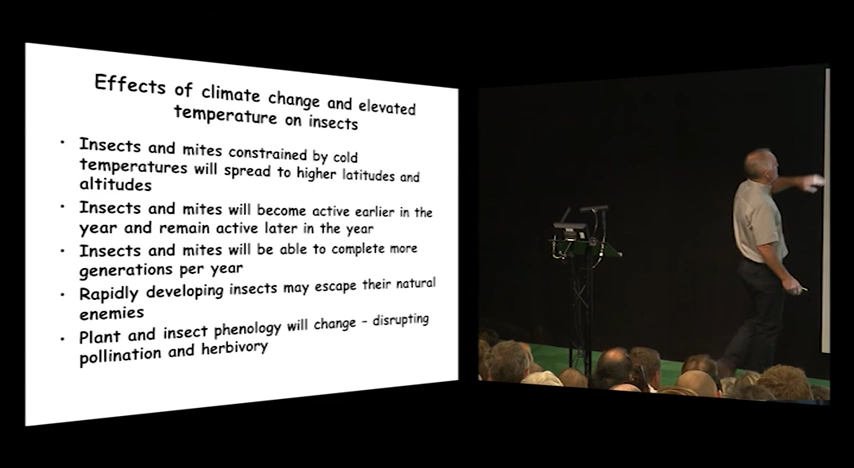 Effects of climate change and elevated
temperature on insects
• Insects and mites constrained by cold
temperatures will spread to higher latitudes and
altitudes
• Insects and mites will become active earlier in the
year and remain active later in the year
• Insects and mites will be able to complete more
generations per year
• Rapidly developing insects may escape their natural
enemies
• Plant and insect phenology will change – disrupting
pollination and herbivory